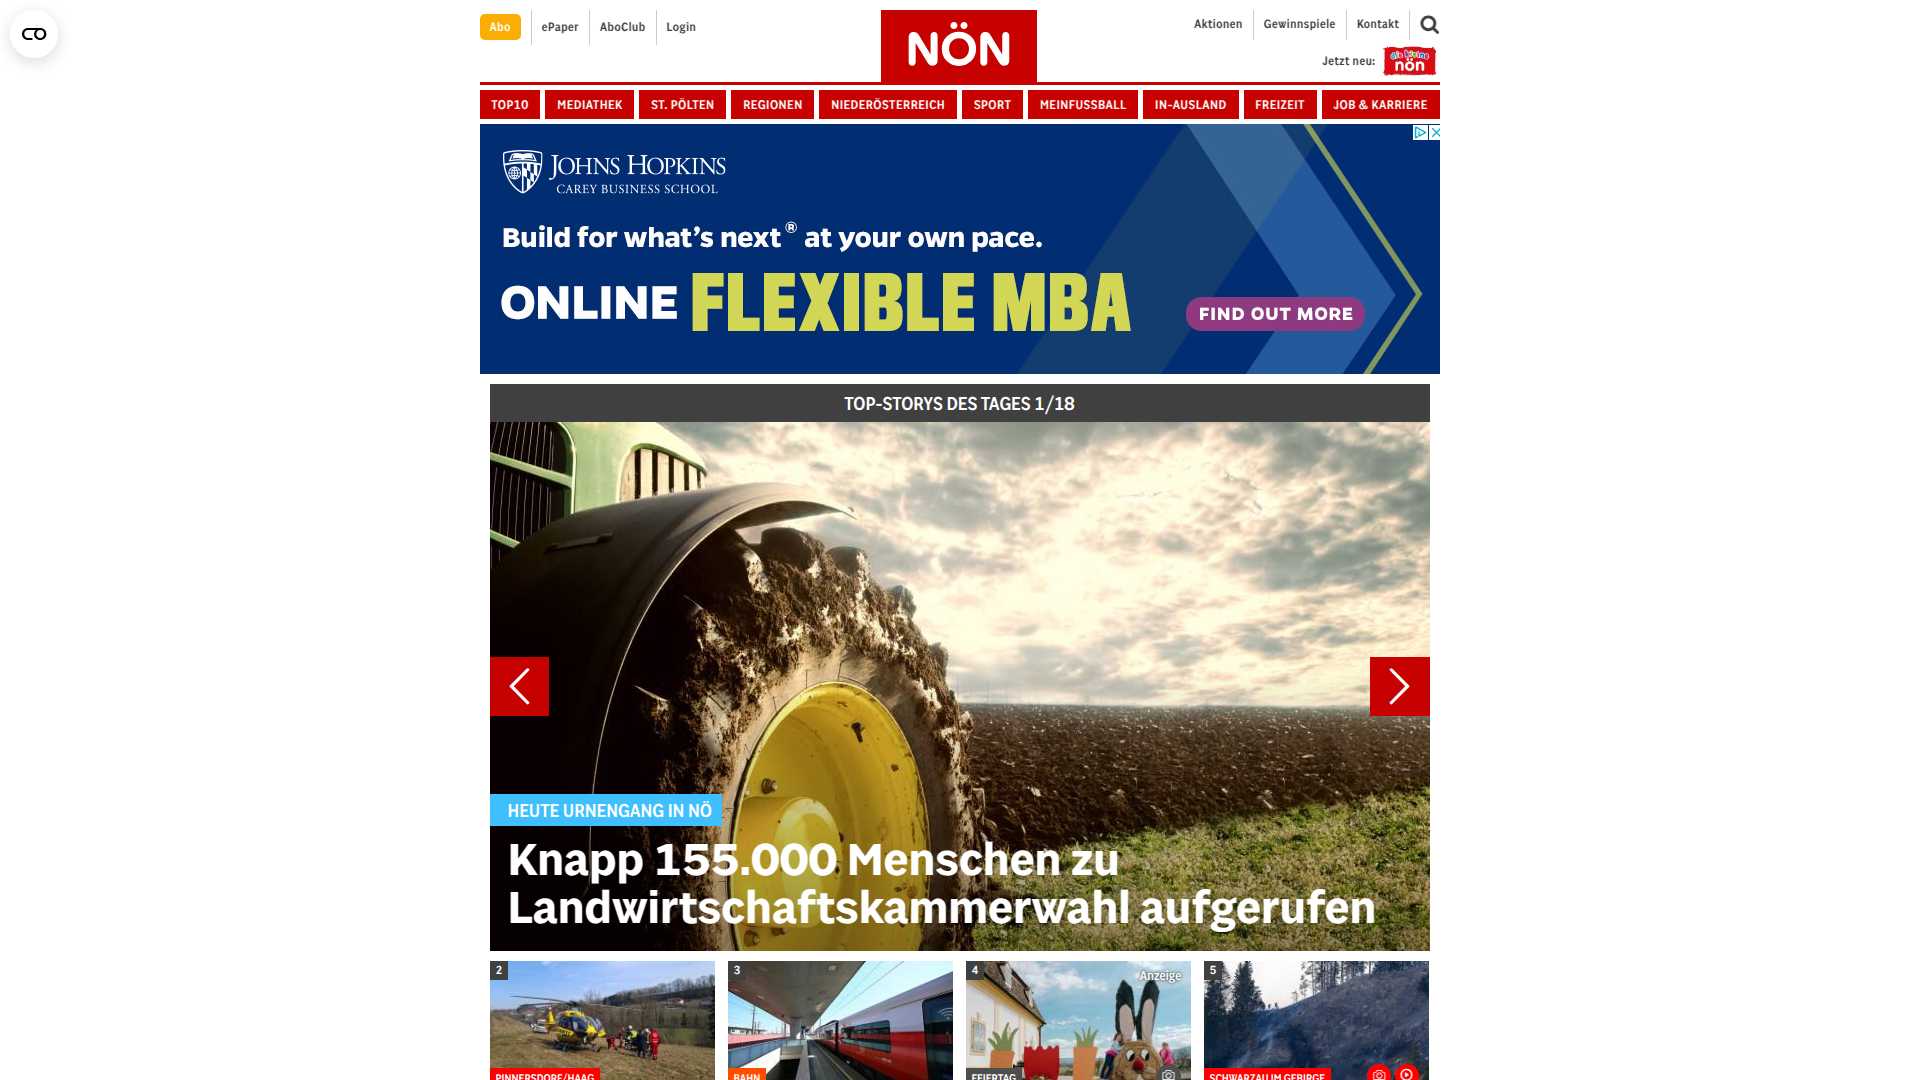 Abo
ePaper
AboClub
Login
NÖN
Aktionen
Gewinnspiele
Kontakt
Jetzt neu:
die kleine
nön
TOP10
MEDIATHEK
ST. PÖLTEN
REGIONEN
NIEDERÖSTERREICH
SPORT
MEINFUSSBALL
IN-AUSLAND
FREIZEIT
JOB & KARRIERE
JOHNS HOPKINS
CAREY BUSINESS SCHOOL
Build for what's next® at your own pace.
ONLINE FLEXIBLE MBA
FIND OUT MORE
TOP-STORYS DES TAGES 1/18
HEUTE URNENGANG IN NÖ
Knapp 155.000 Menschen zu
Landwirtschaftskammerwahl aufgerufen
2
3
4
Anzeige
5
PINNERSDORF/HAAG
BAHN
FEIERTAG
SCHWARZAU IM GEBIRGE